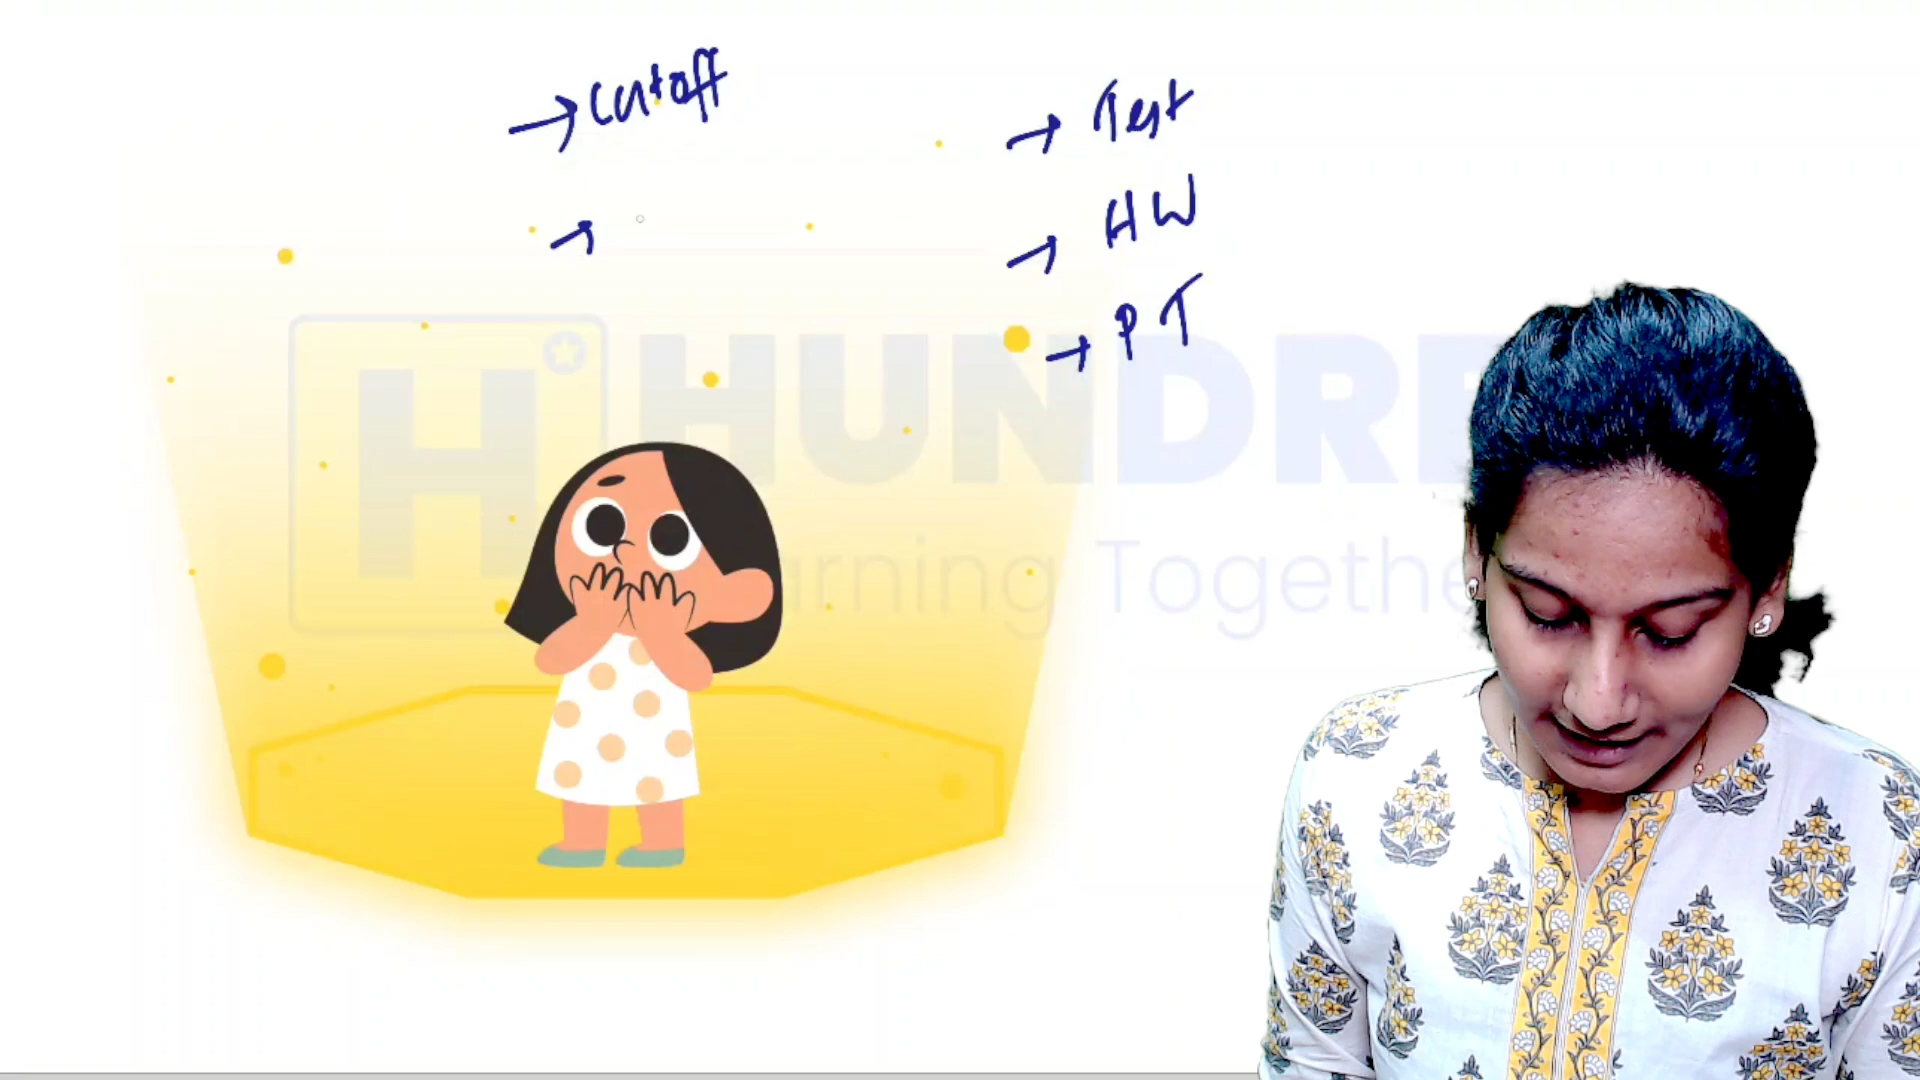 → Cutoff
→
→ Test
→ HW
→ PT
H HUNDRE
arning Togethe